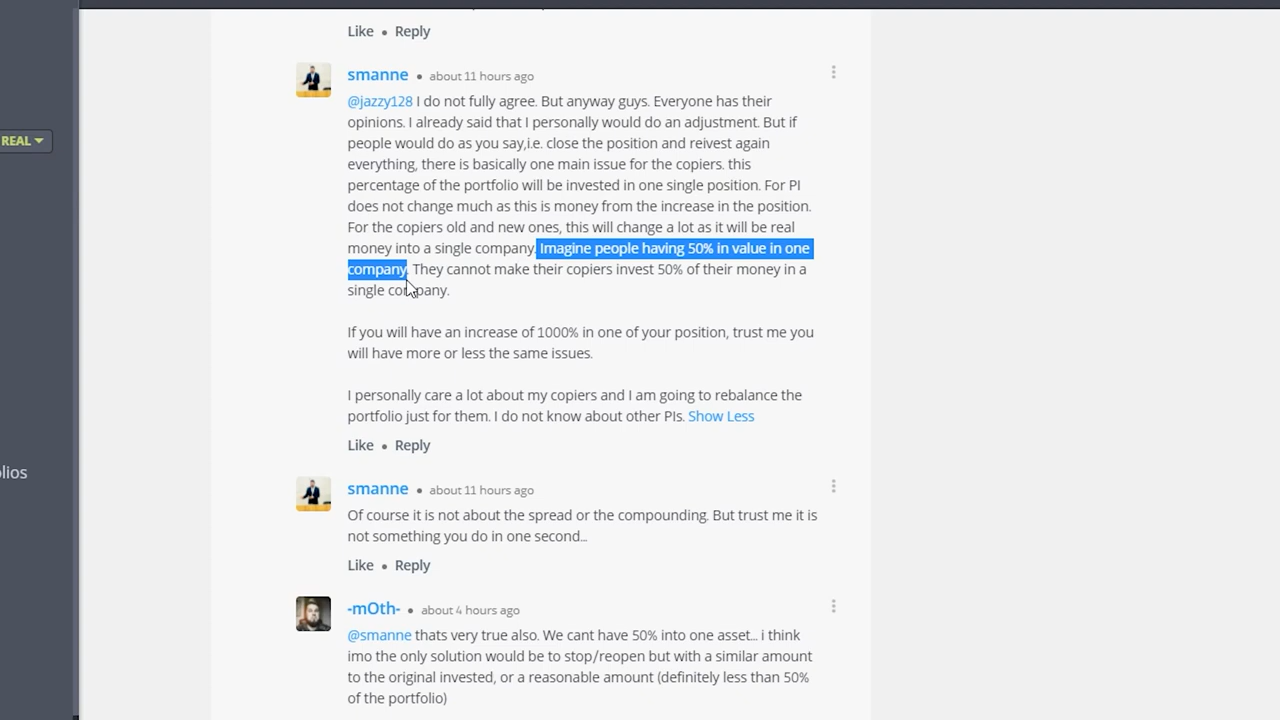 Like • Reply
smanne • about 11 hours ago
REAL
@jazzy128 I do not fully agree. But anyway guys. Everyone has their
opinions. I already said that I personally would do an adjustment. But if
people would do as you say,i.e. close the position and reivest again
everything, there is basically one main issue for the copiers. this
percentage of the portfolio will be invested in one single position. For PI
does not change much as this is money from the increase in the position.
For the copiers old and new ones, this will change a lot as it will be real
money into a single company. Imagine people having 50% in value in one
company. They cannot make their copiers invest 50% of their money in a
single company.
If you will have an increase of 1000% in one of your position, trust me you
will have more or less the same issues.
I personally care a lot about my copiers and I am going to rebalance the
portfolio just for them. I do not know about other PIs. Show Less
Like • Reply
olios
smanne • about 11 hours ago
Of course it is not about the spread or the compounding. But trust me it is
not something you do in one second...
Like • Reply
-mOth- • about 4 hours ago
@smanne thats very true also. We cant have 50% into one asset... i think
imo the only solution would be to stop/reopen but with a similar amount
to the original invested, or a reasonable amount (definitely less than 50%
of the portfolio)